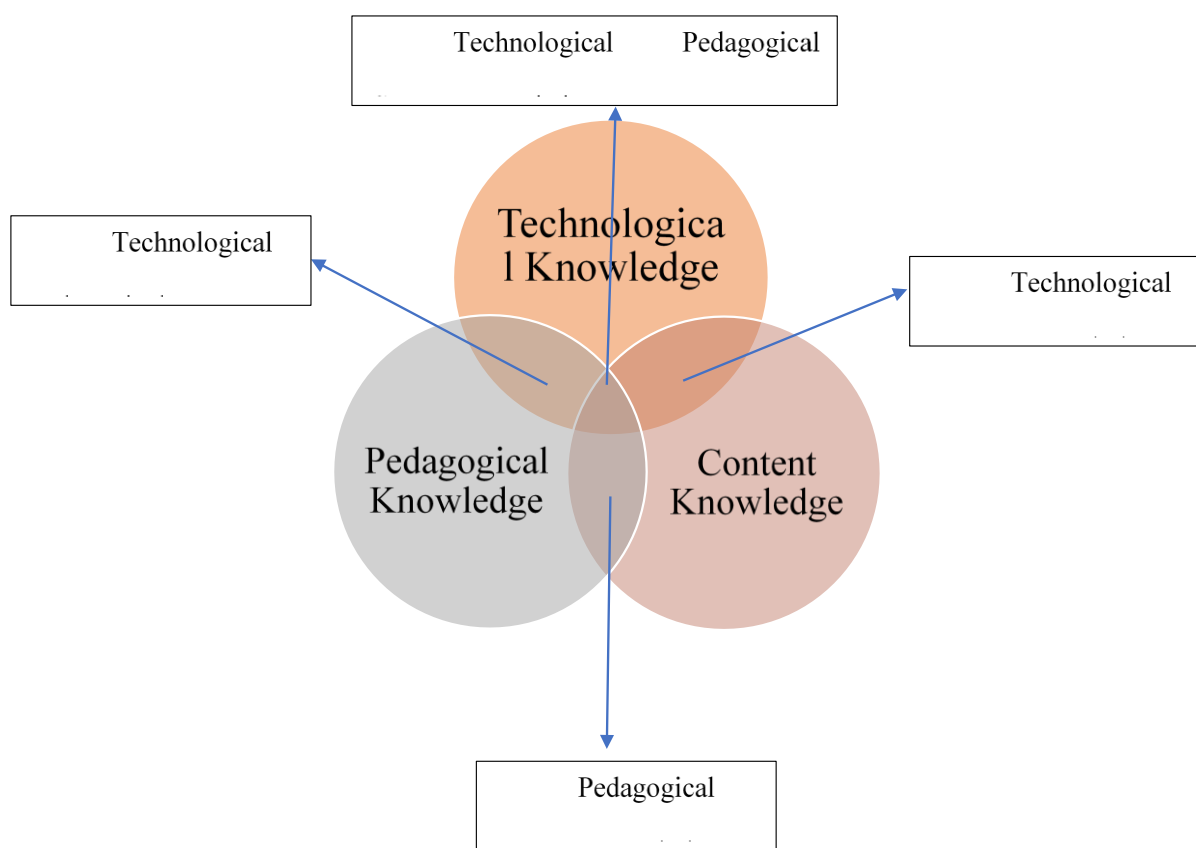 Technological Pedagogical
Technologica
l Knowledge
Technological
Technological
Pedagogical
Knowledge
Content
Knowledge
Pedagogical